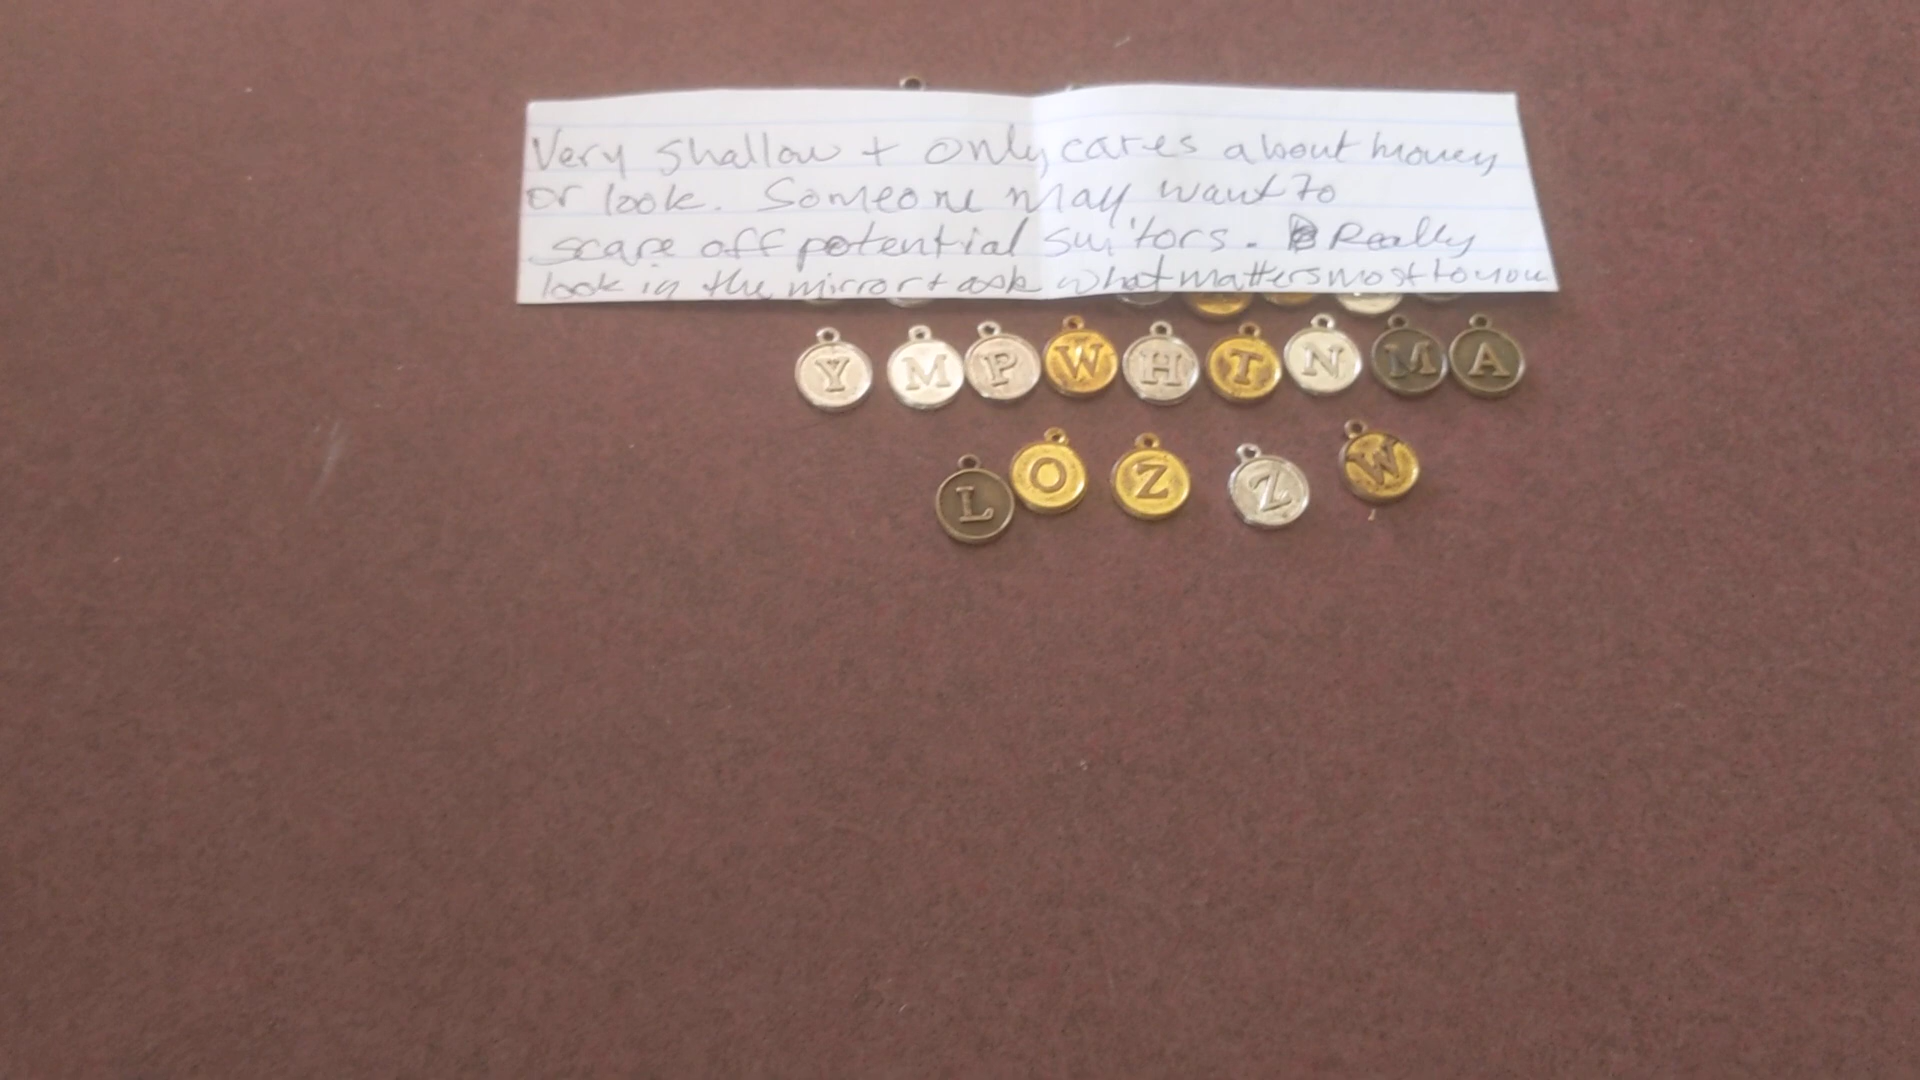 Very shallow + only cares about money
or look. Someone may want to
scare off potential suitors. Really
look in the mirror + ask what matters most to you
Y M P W H T N M A
L O Z Z W